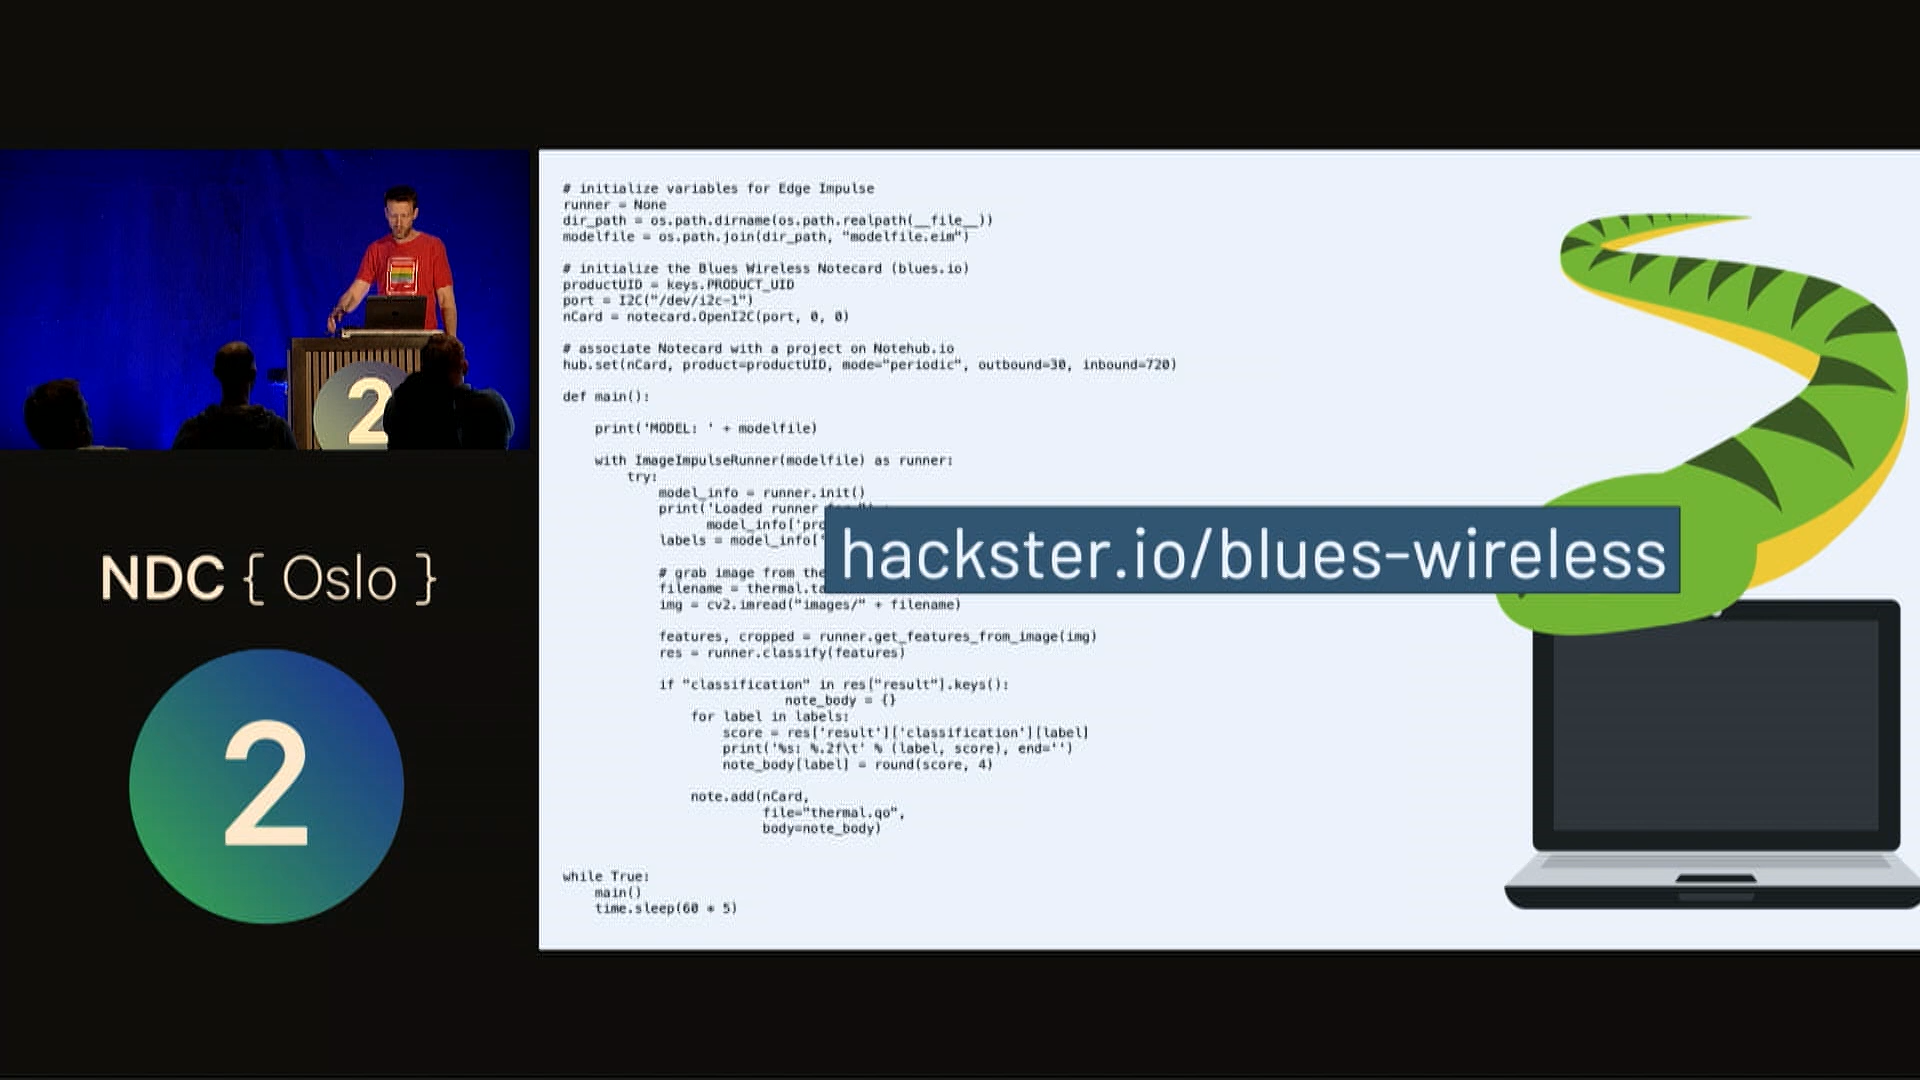 2
NDC { Oslo }
2
# initialize variables for Edge Impulse
runner = None
dir_path = os.path.dirname(os.path.realpath(__file__))
modelfile = os.path.join(dir_path, "modelfile.eim")
# initialize the Blues Wireless Notecard (blues.io)
productUID = keys.PRODUCT_UID
port = I2C("/dev/i2c-1")
nCard = notecard.OpenI2C(port, 0, 0)
# associate Notecard with a project on Notehub.io
hub.set(nCard, product=productUID, mode="periodic", outbound=30, inbound=720)
def main():
print('MODEL: ' + modelfile)
with ImageImpulseRunner(modelfile) as runner:
try:
model_info = runner.init()
print('Loaded runner
model_info['pro
labels = model_info['
hackster.io/blues-wireless
# grab image from the
filename = thermal.ta
img = cv2.imread("images/" + filename)
features, cropped = runner.get_features_from_image(img)
res = runner.classify(features)
if "classification" in res["result"].keys():
note_body = {}
for label in labels:
score = res['result']['classification'][label]
print('%s: %.2f\t' % (label, score), end='')
note_body[label] = round(score, 4)
note.add(nCard,
file="thermal.qo",
body=note_body)
while True:
main()
time.sleep(60 * 5)